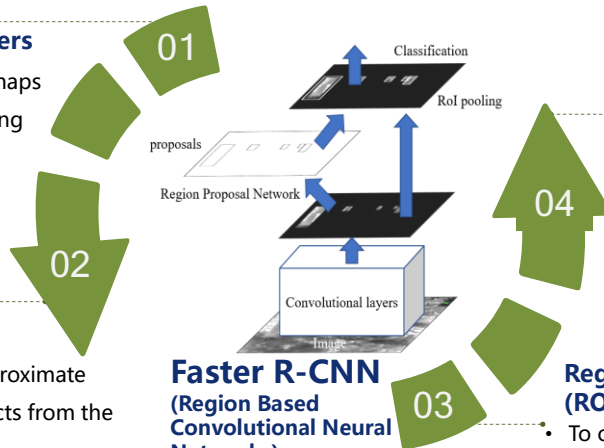 ers
01
naps
ng
Classification
RoI pooling
proposals
Region Proposal Network
04
02
Convolutional layers
Image
roximate
cts from the
Faster R-CNN
(Region Based
Convolutional Neural
03
Reg
(RO
• To c